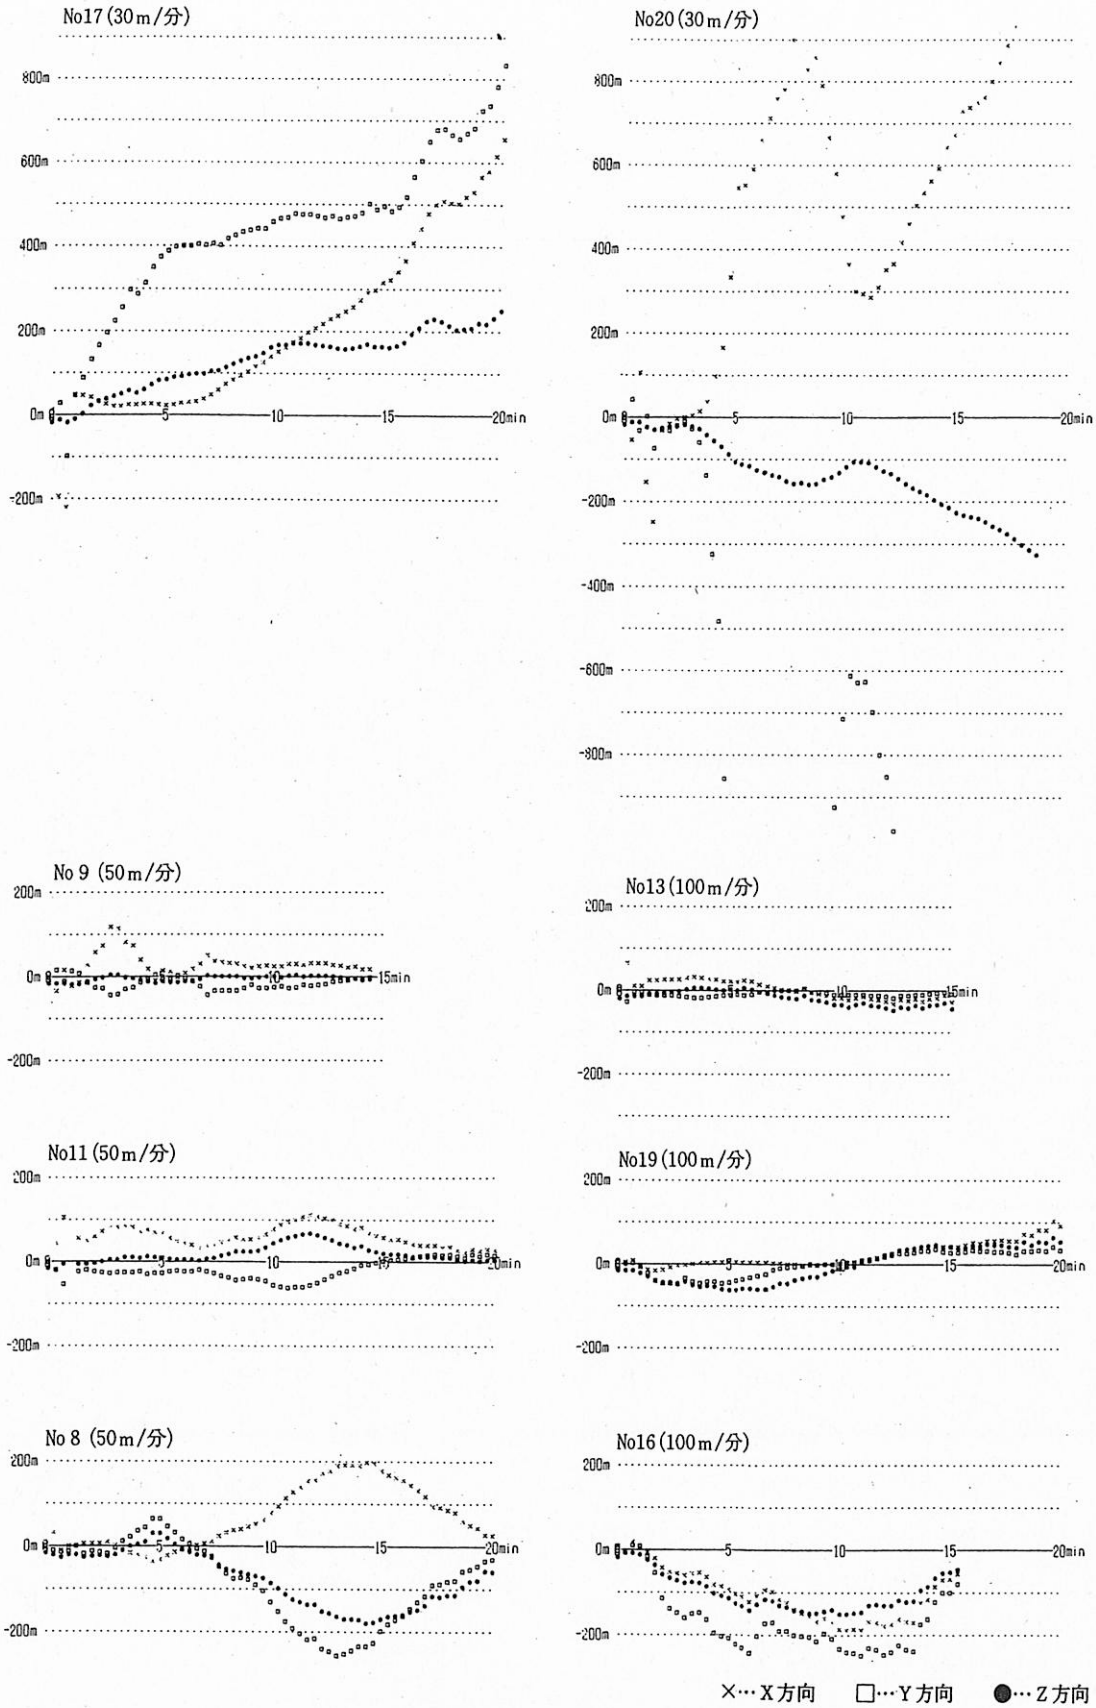 No17(30m/分)
800m
600m
400m
200m
0m
5
10
15
20min
-200m
No20(30m/分)
800m
600m
400m
200m
0m
5
10
15
20min
-200m
-400m
-600m
-800m
No 9 (50m/分)
200m
0m
5
10
15min
-200m
No13(100m/分)
200m
0m
5
10
15min
-200m
No11(50m/分)
200m
0m
5
10
15
20min
-200m
No19(100m/分)
200m
0m
5
10
15
20min
-200m
No 8 (50m/分)
200m
0m
5
10
15
20min
-200m
No16(100m/分)
200m
0m
5
10
15
20min
-200m
×…X方向 □…Y方向 ●…Z方向